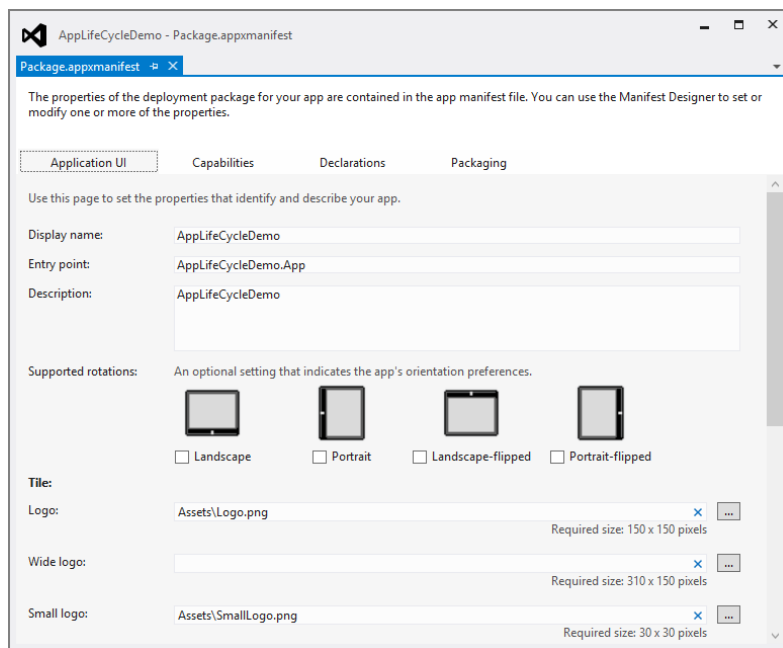 AppLifeCycleDemo - Package.appxmanifest
Package.appxmanifest
The properties of the deployment package for your app are contained in the app manifest file. You can use the Manifest Designer to set or
modify one or more of the properties.
Application UI Capabilities Declarations Packaging
Use this page to set the properties that identify and describe your app.
Display name: AppLifeCycleDemo
Entry point: AppLifeCycleDemo.App
Description: AppLifeCycleDemo
Supported rotations: An optional setting that indicates the app's orientation preferences.
Landscape Portrait Landscape-flipped Portrait-flipped
Tile:
Logo: Assets\Logo.png ...
Required size: 150 x 150 pixels
Wide logo: ...
Required size: 310 x 150 pixels
Small logo: Assets\SmallLogo.png ...
Required size: 30 x 30 pixels